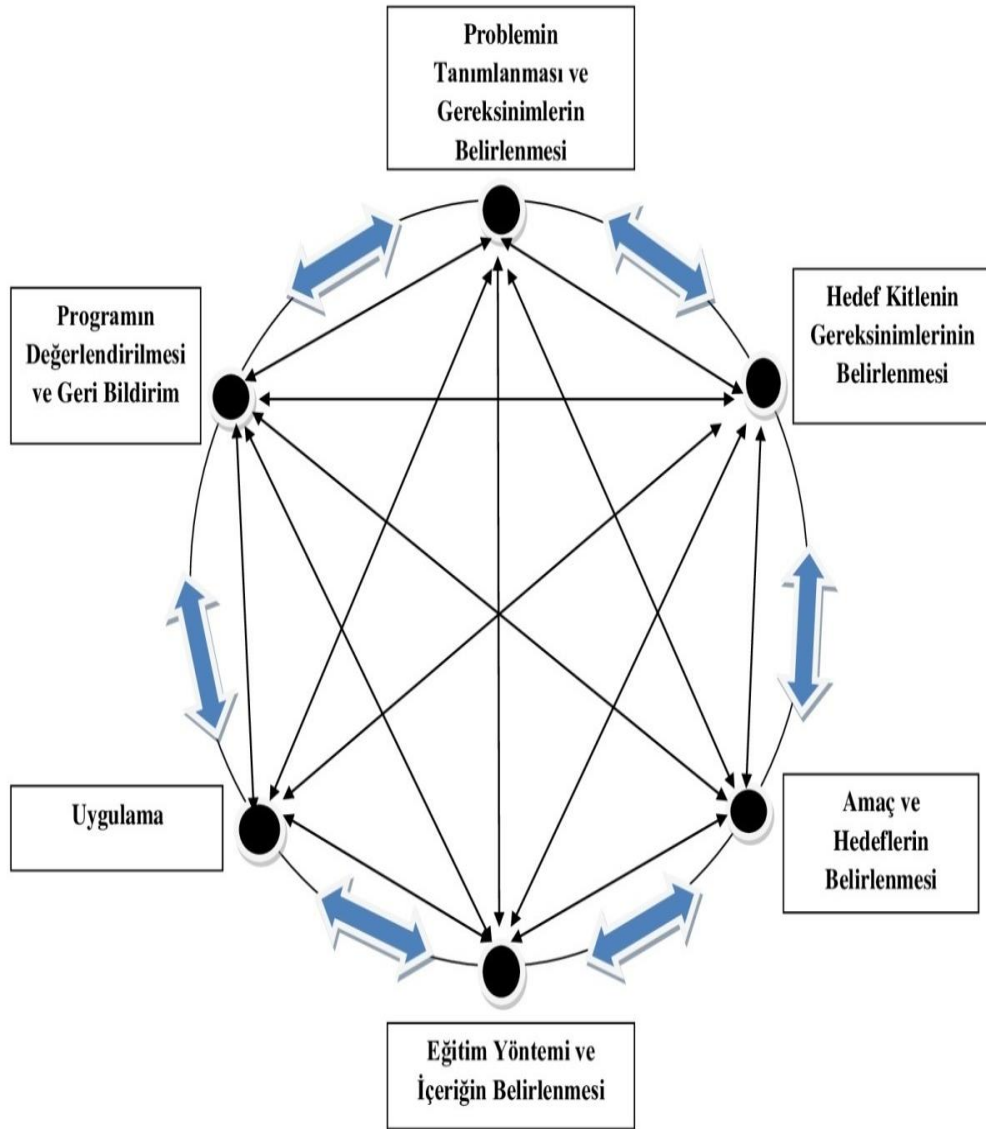 Problemin
Tanımlanması ve
Gereksinimlerin
Belirlenmesi
Hedef Kitlenin
Gereksinimlerinin
Belirlenmesi
Amaç ve
Hedeflerin
Belirlenmesi
Eğitim Yöntemi ve
İçeriğin Belirlenmesi
Uygulama
Programın
Değerlendirilmesi
ve Geri Bildirim